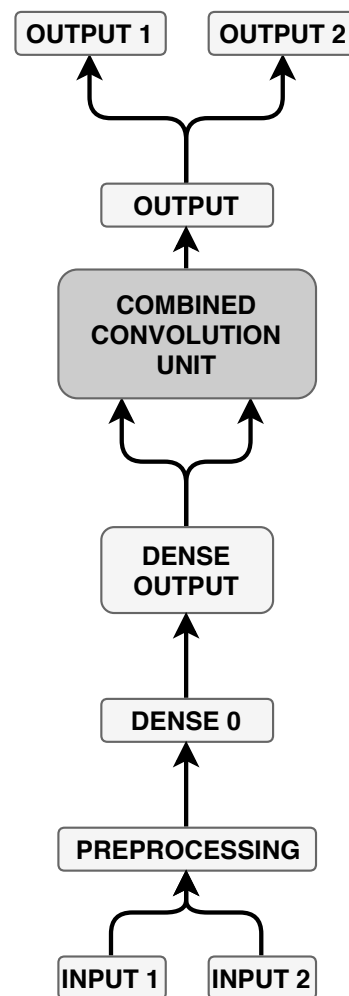 OUTPUT 1
OUTPUT 2
OUTPUT
COMBINED
CONVOLUTION
UNIT
DENSE
OUTPUT
DENSE 0
PREPROCESSING
INPUT 1
INPUT 2